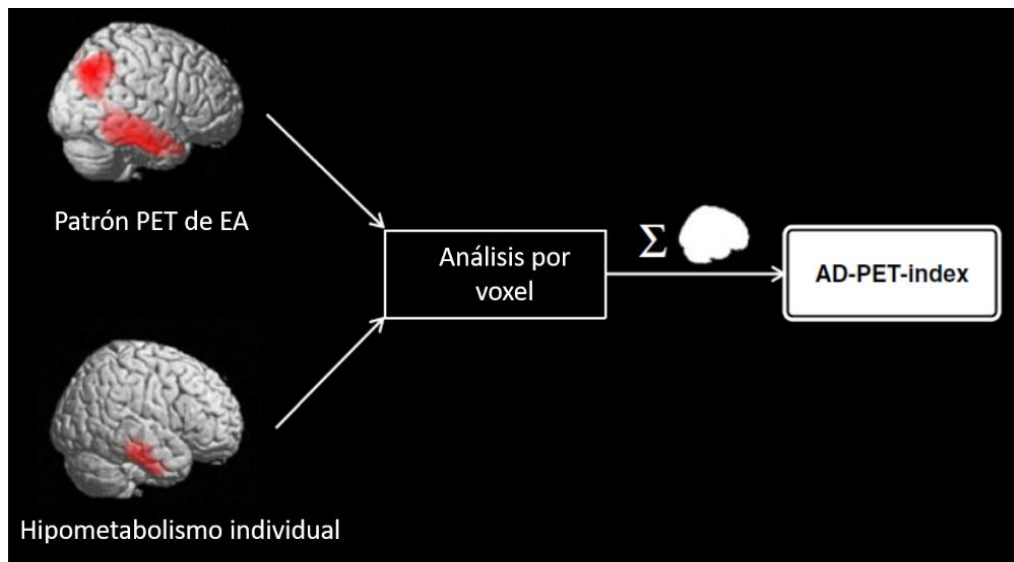 Patrón PET de EA
Análisis por
voxel
Σ
AD-PET-index
Hipometabolismo individual